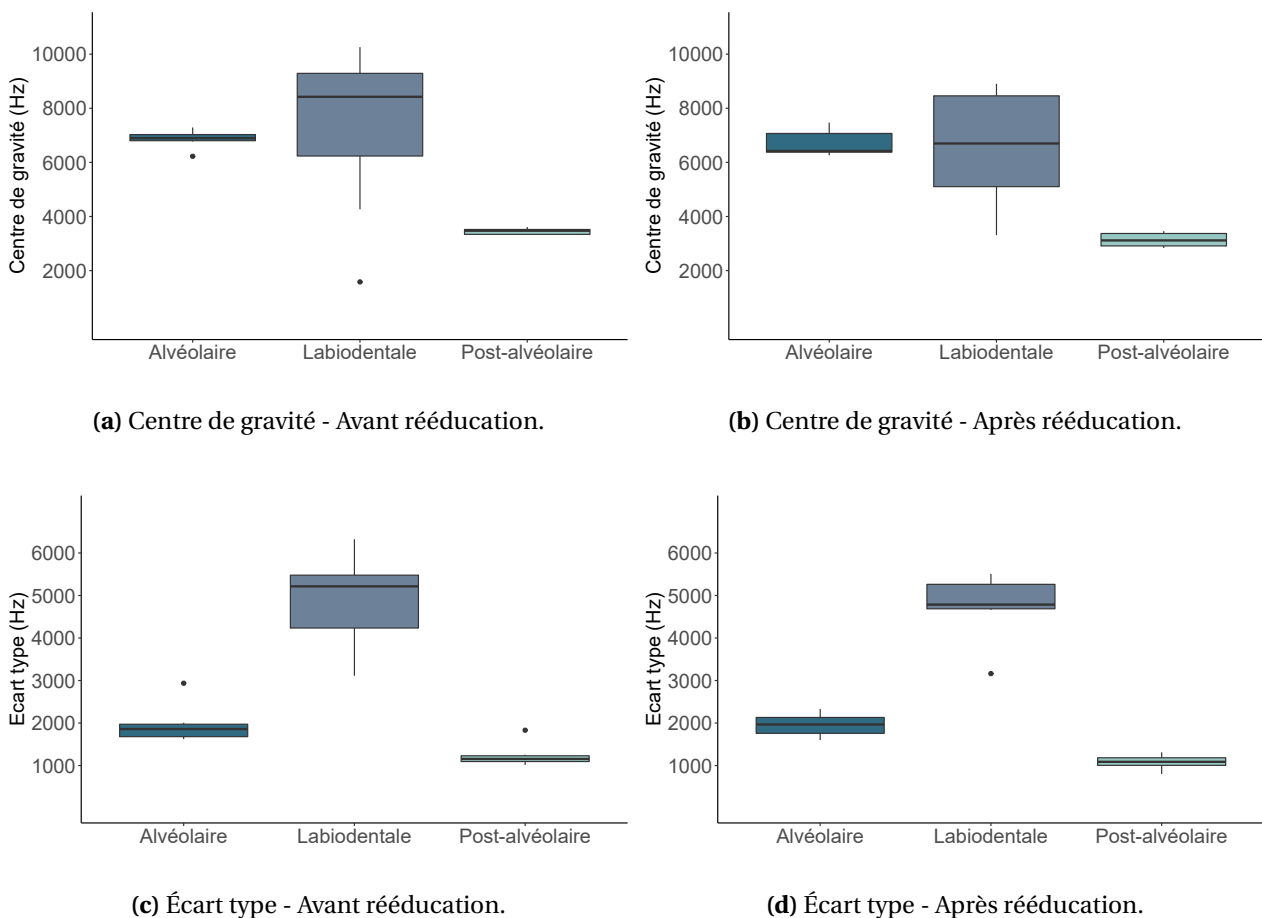 Centre de gravité (Hz)
10000
8000
6000
4000
2000
Alvéolaire Labiodentale Post-alvéolaire
(a) Centre de gravité - Avant rééducation.
Centre de gravité (Hz)
10000
8000
6000
4000
2000
Alvéolaire Labiodentale Post-alvéolaire
(b) Centre de gravité - Après rééducation.
Ecart type (Hz)
6000
5000
4000
3000
2000
1000
Alvéolaire Labiodentale Post-alvéolaire
(c) Écart type - Avant rééducation.
Ecart type (Hz)
6000
5000
4000
3000
2000
1000
Alvéolaire Labiodentale Post-alvéolaire
(d) Écart type - Après rééducation.